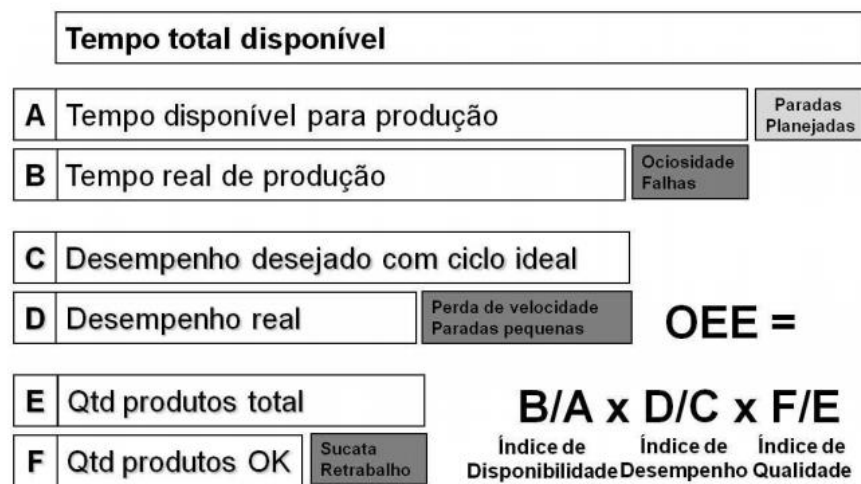 Tempo total disponível
A Tempo disponível para produção
Paradas
Planejadas
B Tempo real de produção
Ociosidade
Falhas
C Desempenho desejado com ciclo ideal
D Desempenho real
Perda de velocidade
Paradas pequenas
OEE =
E Qtd produtos total
B/A x D/C x F/E
F Qtd produtos OK
Sucata
Retrabalho
Índice de Disponibilidade
Índice de Desempenho
Índice de Qualidade